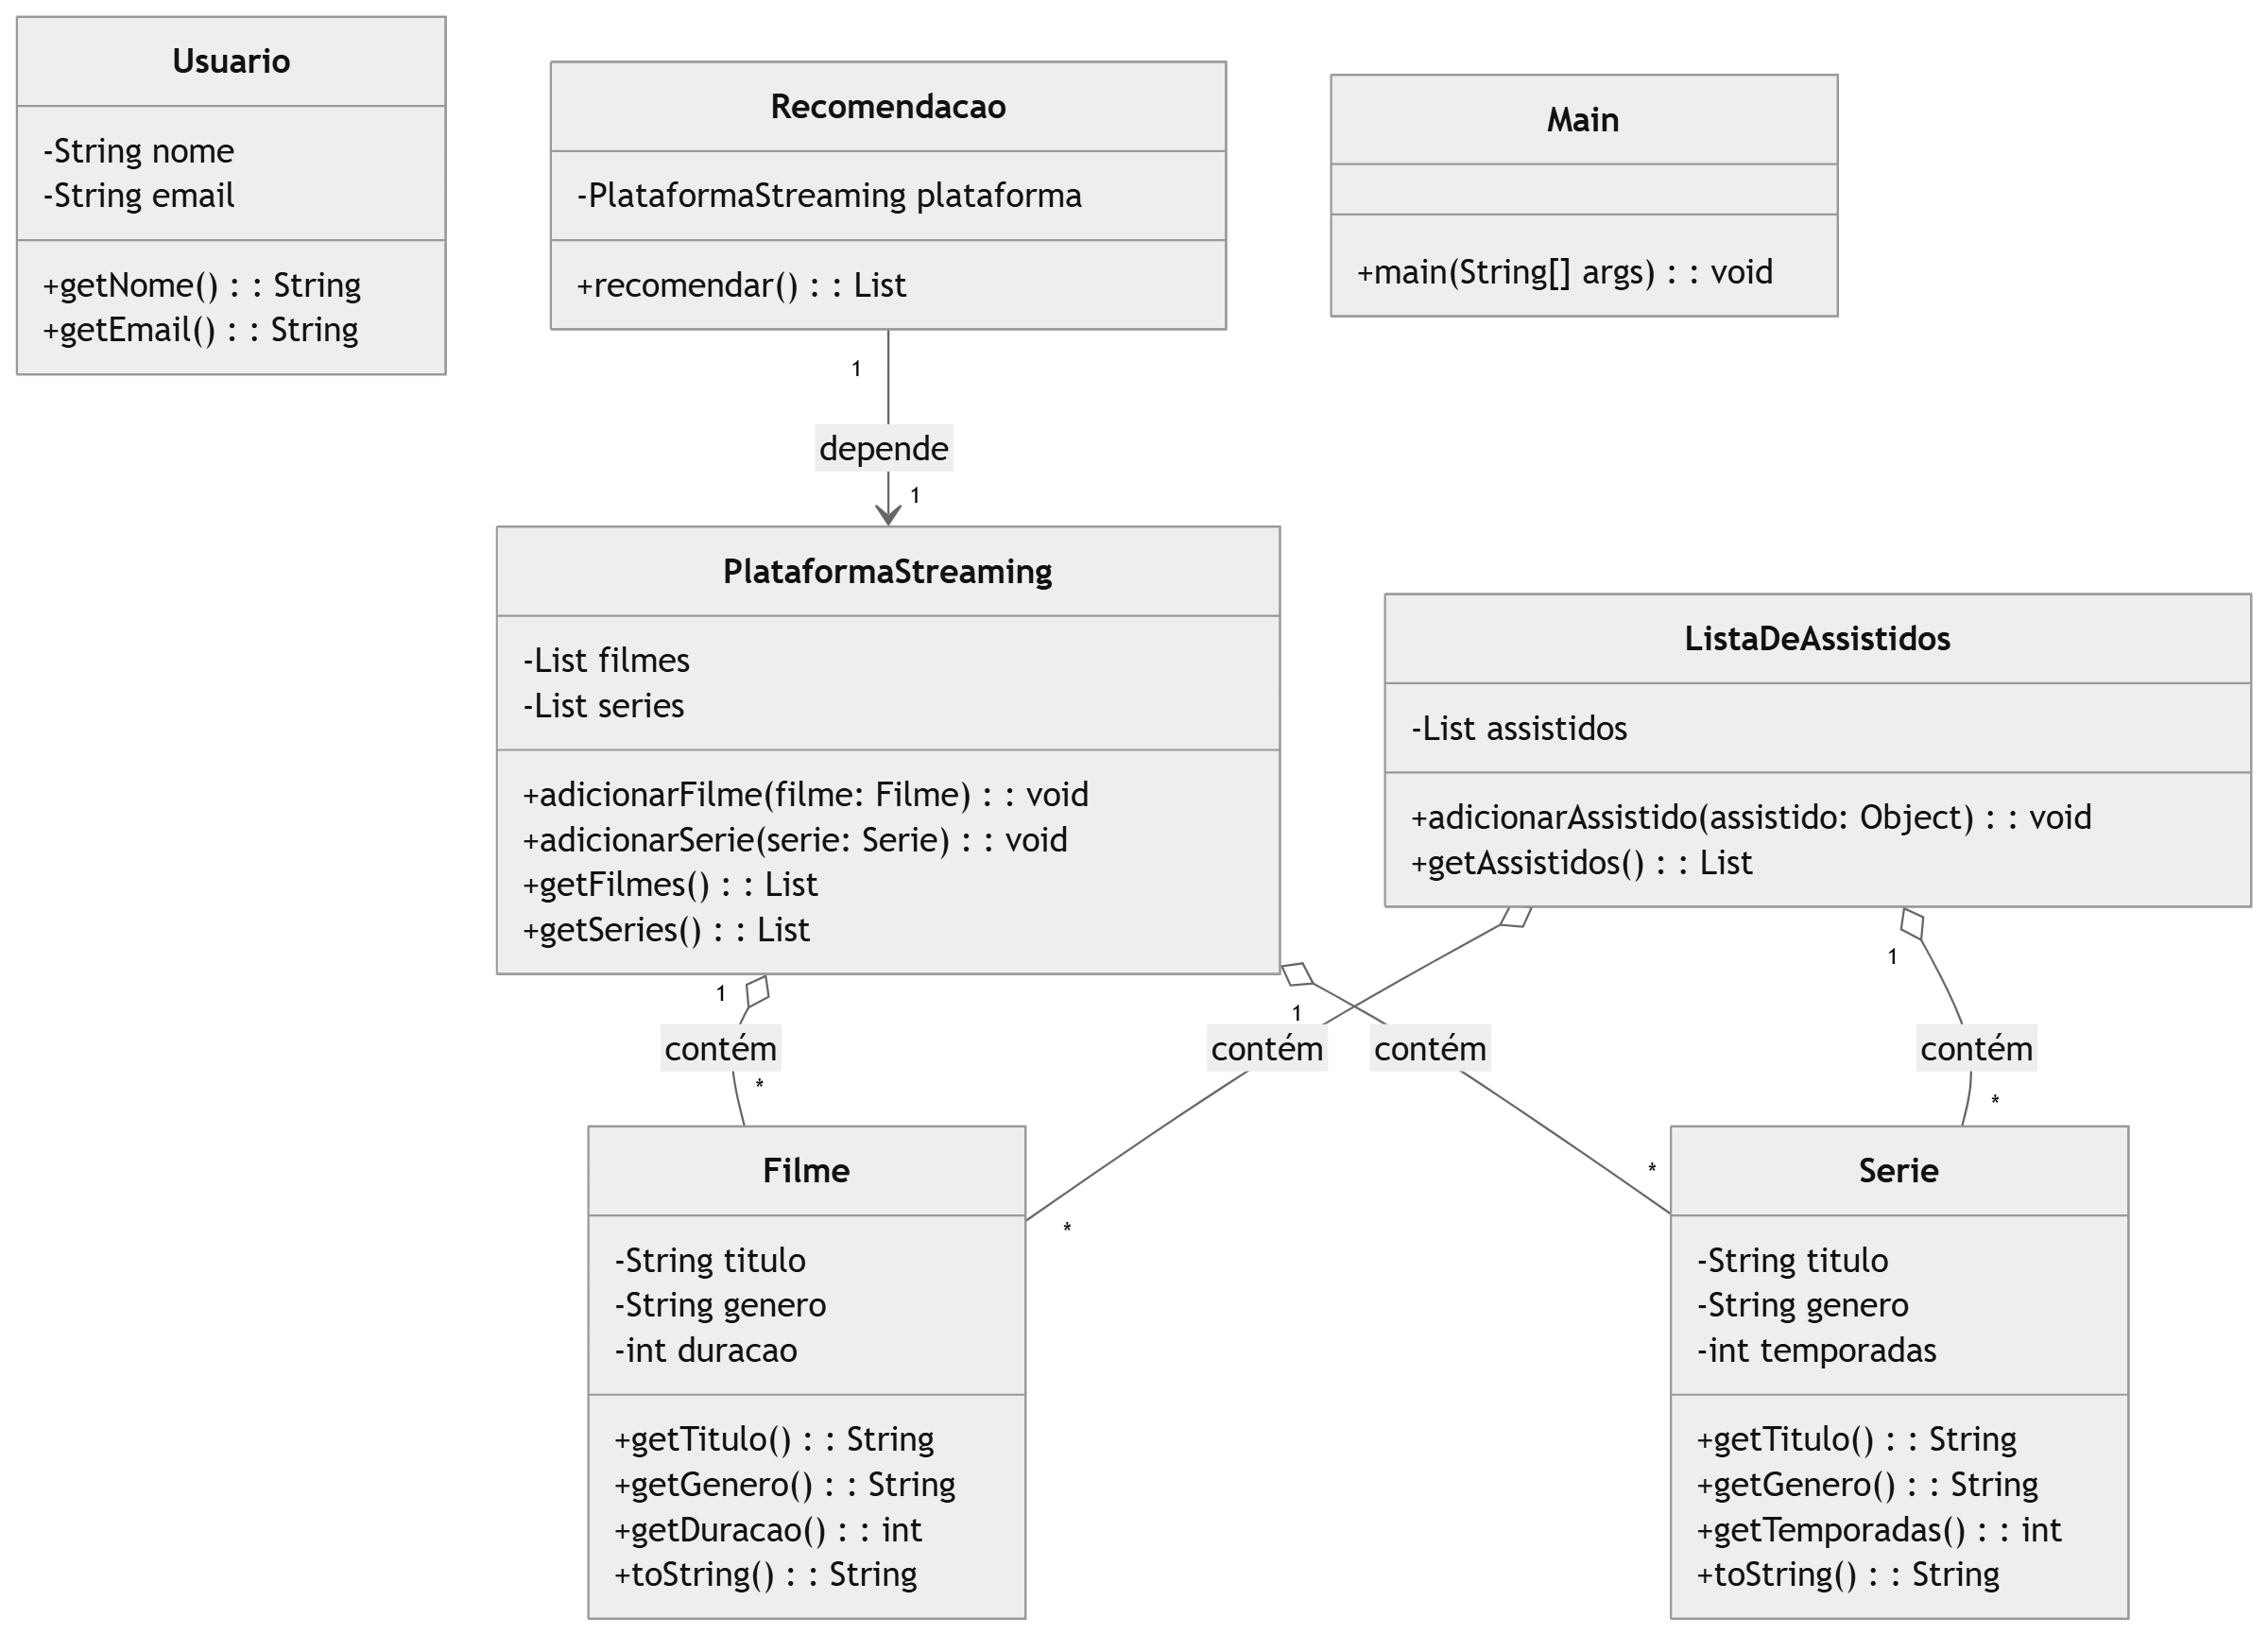 Usuario
-String nome
-String email
+getNome() : : String
+getEmail() : : String
Recomendacao
-PlataformaStreaming plataforma
+recomendar() : : List
Main
+main(String[] args) : : void
1
depende
1
PlataformaStreaming
-List filmes
-List series
+adicionarFilme(filme: Filme) : : void
+adicionarSerie(serie: Serie) : : void
+getFilmes() : : List
+getSeries() : : List
ListaDeAssistidos
-List assistidos
+adicionarAssistido(assistido: Object) : : void
+getAssistidos() : : List
1
1
1
contém
contém
contém
contém
*
*
*
*
Filme
-String titulo
-String genero
-int duracao
+getTitulo() : : String
+getGenero() : : String
+getDuracao() : : int
+toString() : : String
Serie
-String titulo
-String genero
-int temporadas
+getTitulo() : : String
+getGenero() : : String
+getTemporadas() : : int
+toString() : : String